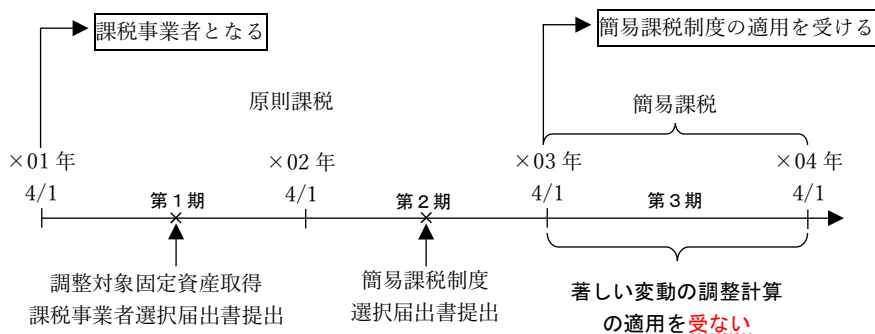 課税事業者となる
簡易課税制度の適用を受ける
原則課税
簡易課税
×01年
×02年
×03年
×04年
4/1
第1期
4/1
第2期
4/1
第3期
4/1
調整対象固定資産取得
課税事業者選択届出書提出
簡易課税制度
選択届出書提出
著しい変動の調整計算
の適用を受ない